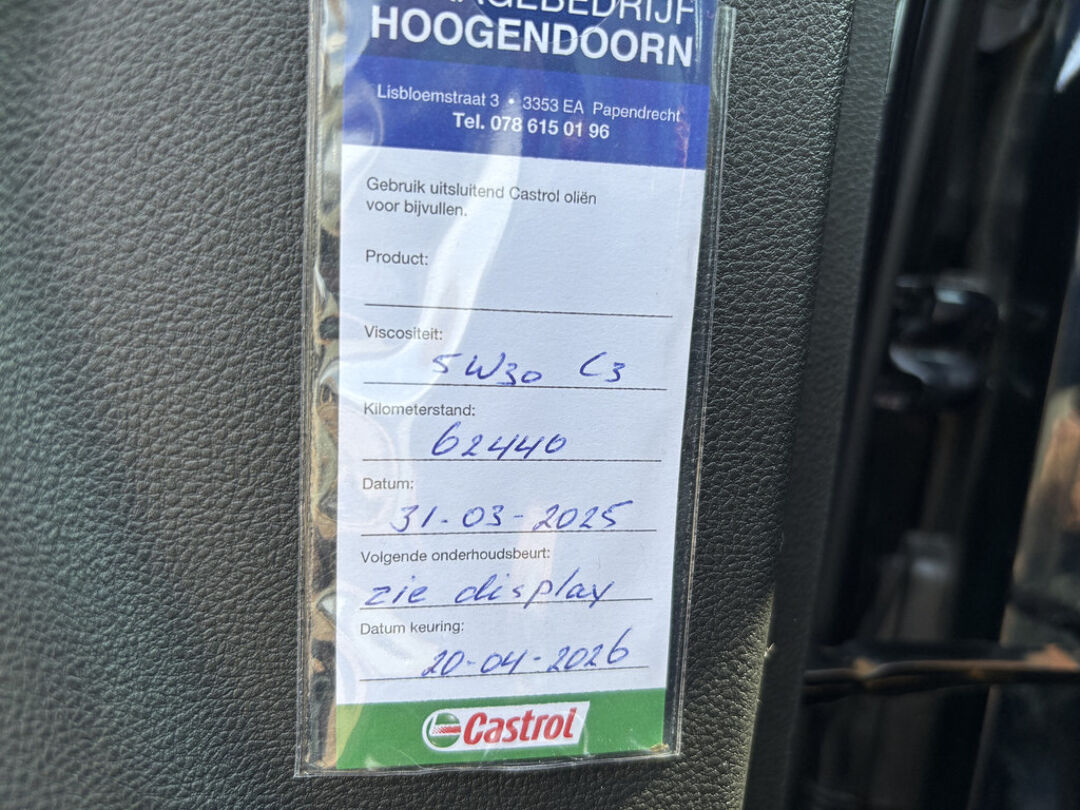 HOOGENDOORN
Lisbloemstraat 3 • 3353 EA Papendrecht
Tel. 078 615 01 96
Gebruik uitsluitend Castrol oliën
voor bijvullen.
Product:
Viscositeit:
5W30 C3
Kilometerstand:
62440
Datum:
31-03-2025
Volgende onderhoudsbeurt:
zie display
Datum keuring:
20-04-2026
Castrol